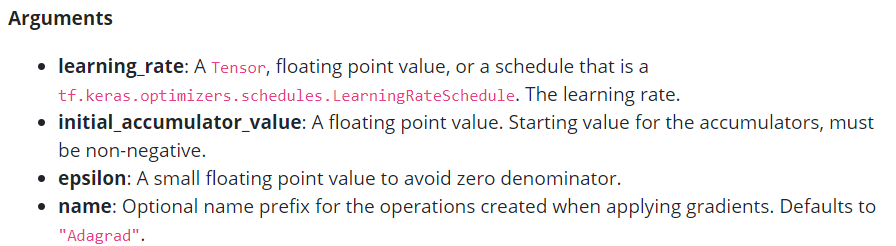 Arguments
• learning_rate: A Tensor, floating point value, or a schedule that is a
tf.keras.optimizers.schedules.LearningRateSchedule. The learning rate.
• initial_accumulator_value: A floating point value. Starting value for the accumulators, must
be non-negative.
• epsilon: A small floating point value to avoid zero denominator.
• name: Optional name prefix for the operations created when applying gradients. Defaults to
"Adagrad".